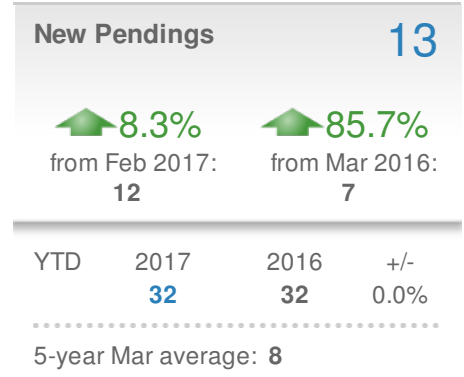 New Pendings 13
8.3% 85.7%
from Feb 2017: from Mar 2016:
12 7
YTD 2017 2016 +/-
32 32 0.0%
5-year Mar average: 8